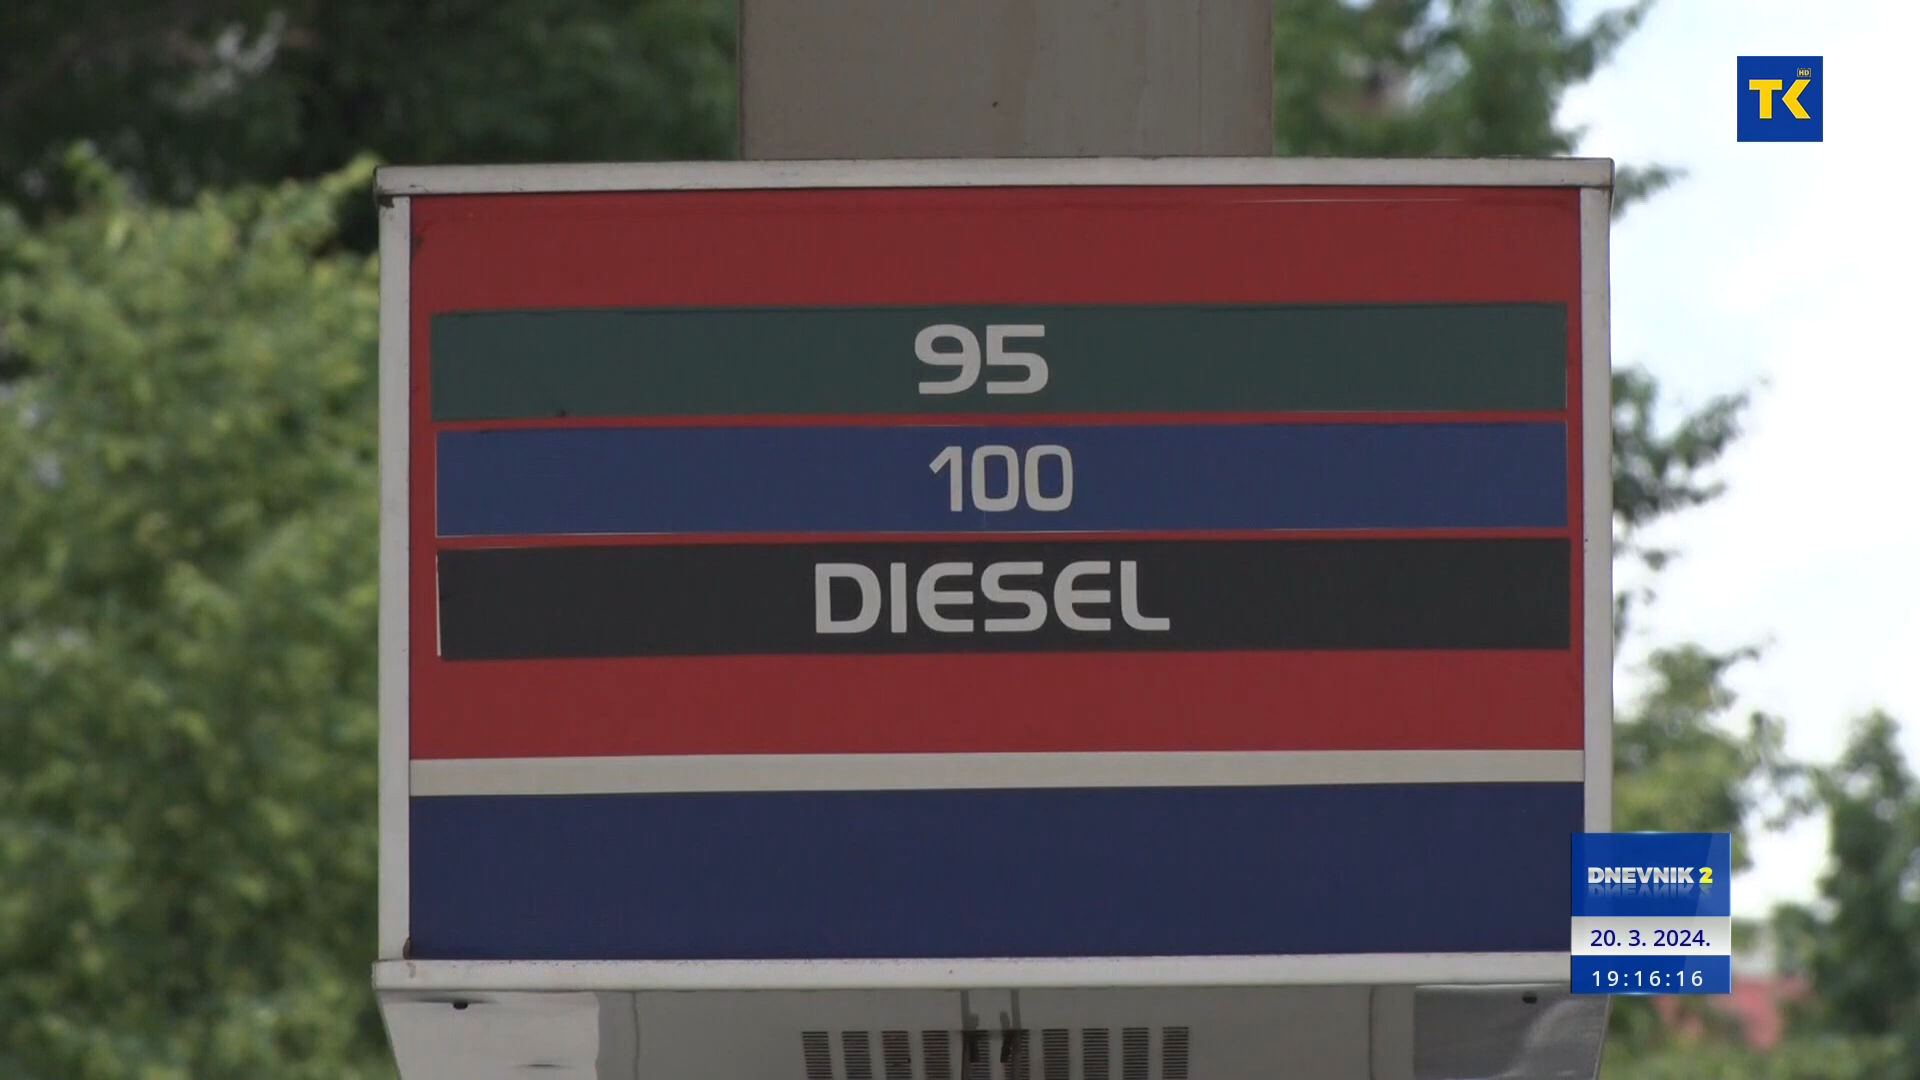 TK HD
95
100
DIESEL
DNEVNIK 2
20. 3. 2024.
19:16:16